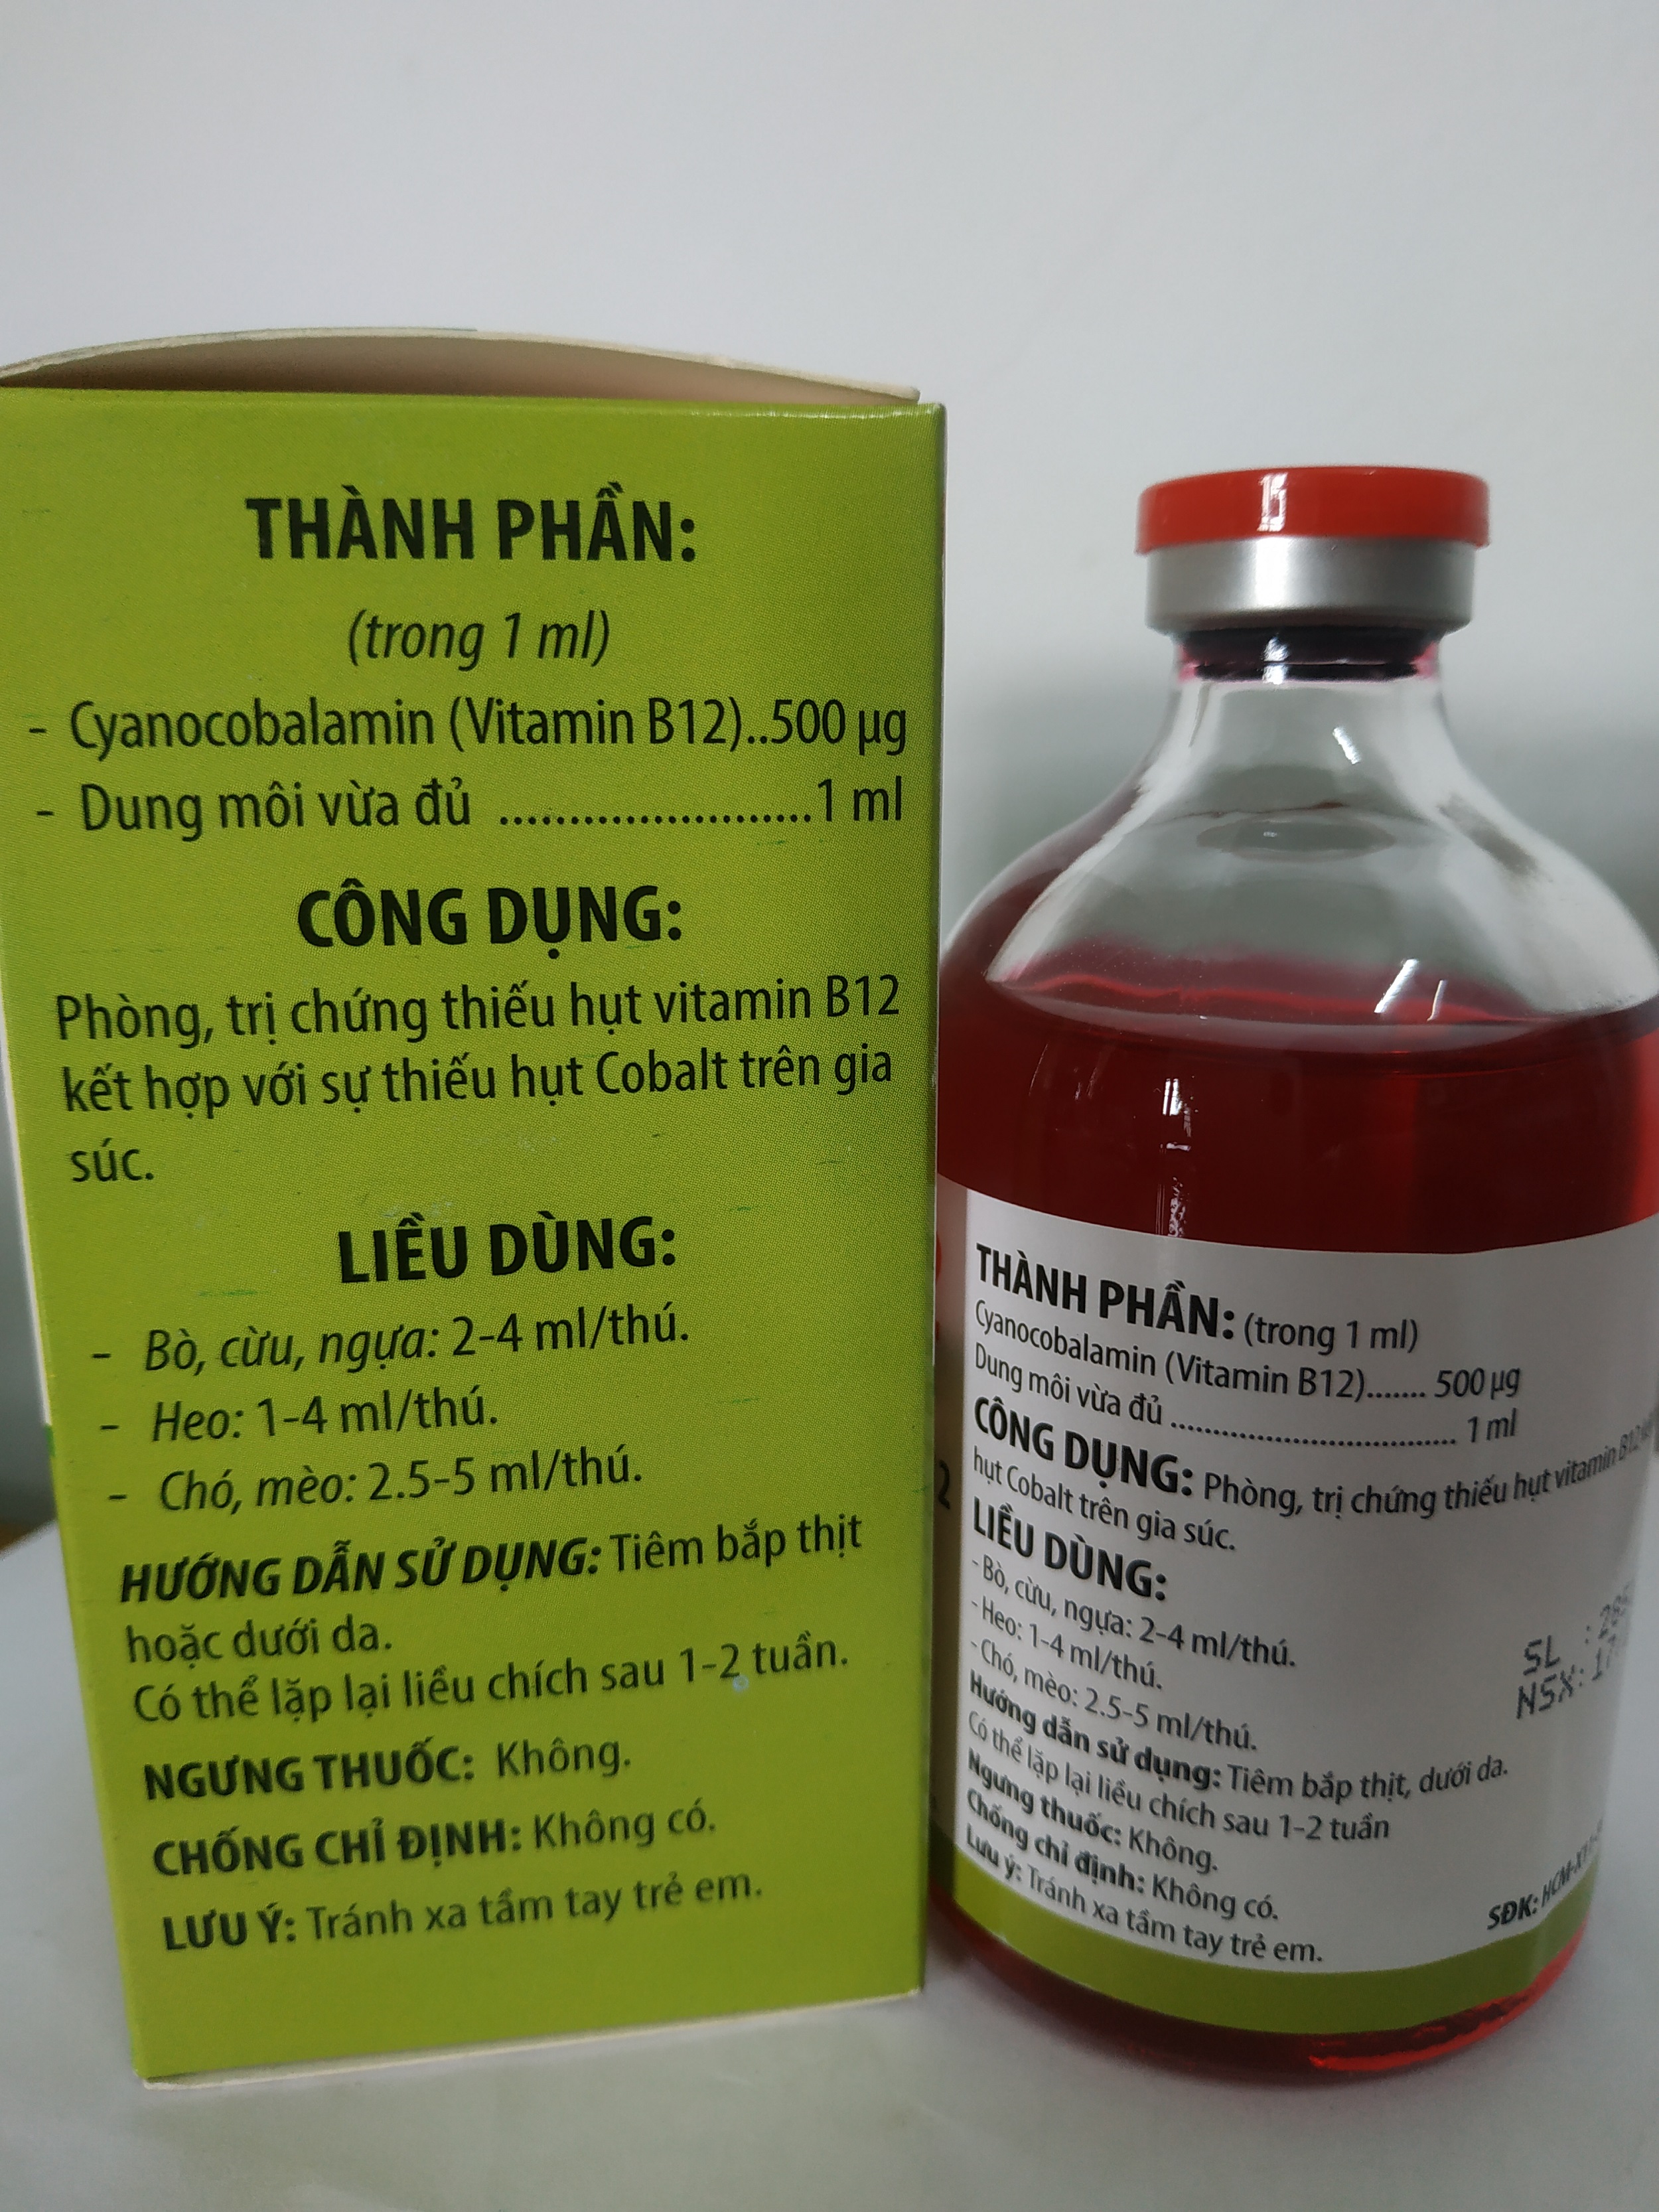 THÀNH PHẦN:
(trong 1 ml)
- Cyanocobalamin (Vitamin B12)..500 µg
- Dung môi vừa đủ ......................1 ml
CÔNG DỤNG:
Phòng, trị chứng thiếu hụt vitamin B12
kết hợp với sự thiếu hụt Cobalt trên gia
súc.
LIỀU DÙNG:
- Bò, cừu, ngựa: 2-4 ml/thú.
- Heo: 1-4 ml/thú.
- Chó, mèo: 2.5-5 ml/thú.
HƯỚNG DẪN SỬ DỤNG: Tiêm bắp thịt
hoặc dưới da.
Có thể lặp lại liều chích sau 1-2 tuần.
NGƯNG THUỐC: Không.
CHỐNG CHỈ ĐỊNH: Không có.
LƯU Ý: Tránh xa tầm tay trẻ em.
THÀNH PHẦN: (trong 1 ml)
Cyanocobalamin (Vitamin B12)....... 500 µg
Dung môi vừa đủ .................................. 1 ml
CÔNG DỤNG: Phòng, trị chứng thiếu hụt vitamin B12
hụt Cobalt trên gia súc.
LIỀU DÙNG:
- Bò, cừu, ngựa: 2-4 ml/thú.
- Heo: 1-4 ml/thú.
- Chó, mèo: 2.5-5 ml/thú.
Hướng dẫn sử dụng: Tiêm bắp thịt, dưới da.
Có thể lặp lại liều chích sau 1-2 tuần
Ngưng thuốc: Không.
Chống chỉ định: Không có.
Lưu ý: Tránh xa tầm tay trẻ em.
SL :
NSX:
SĐK: